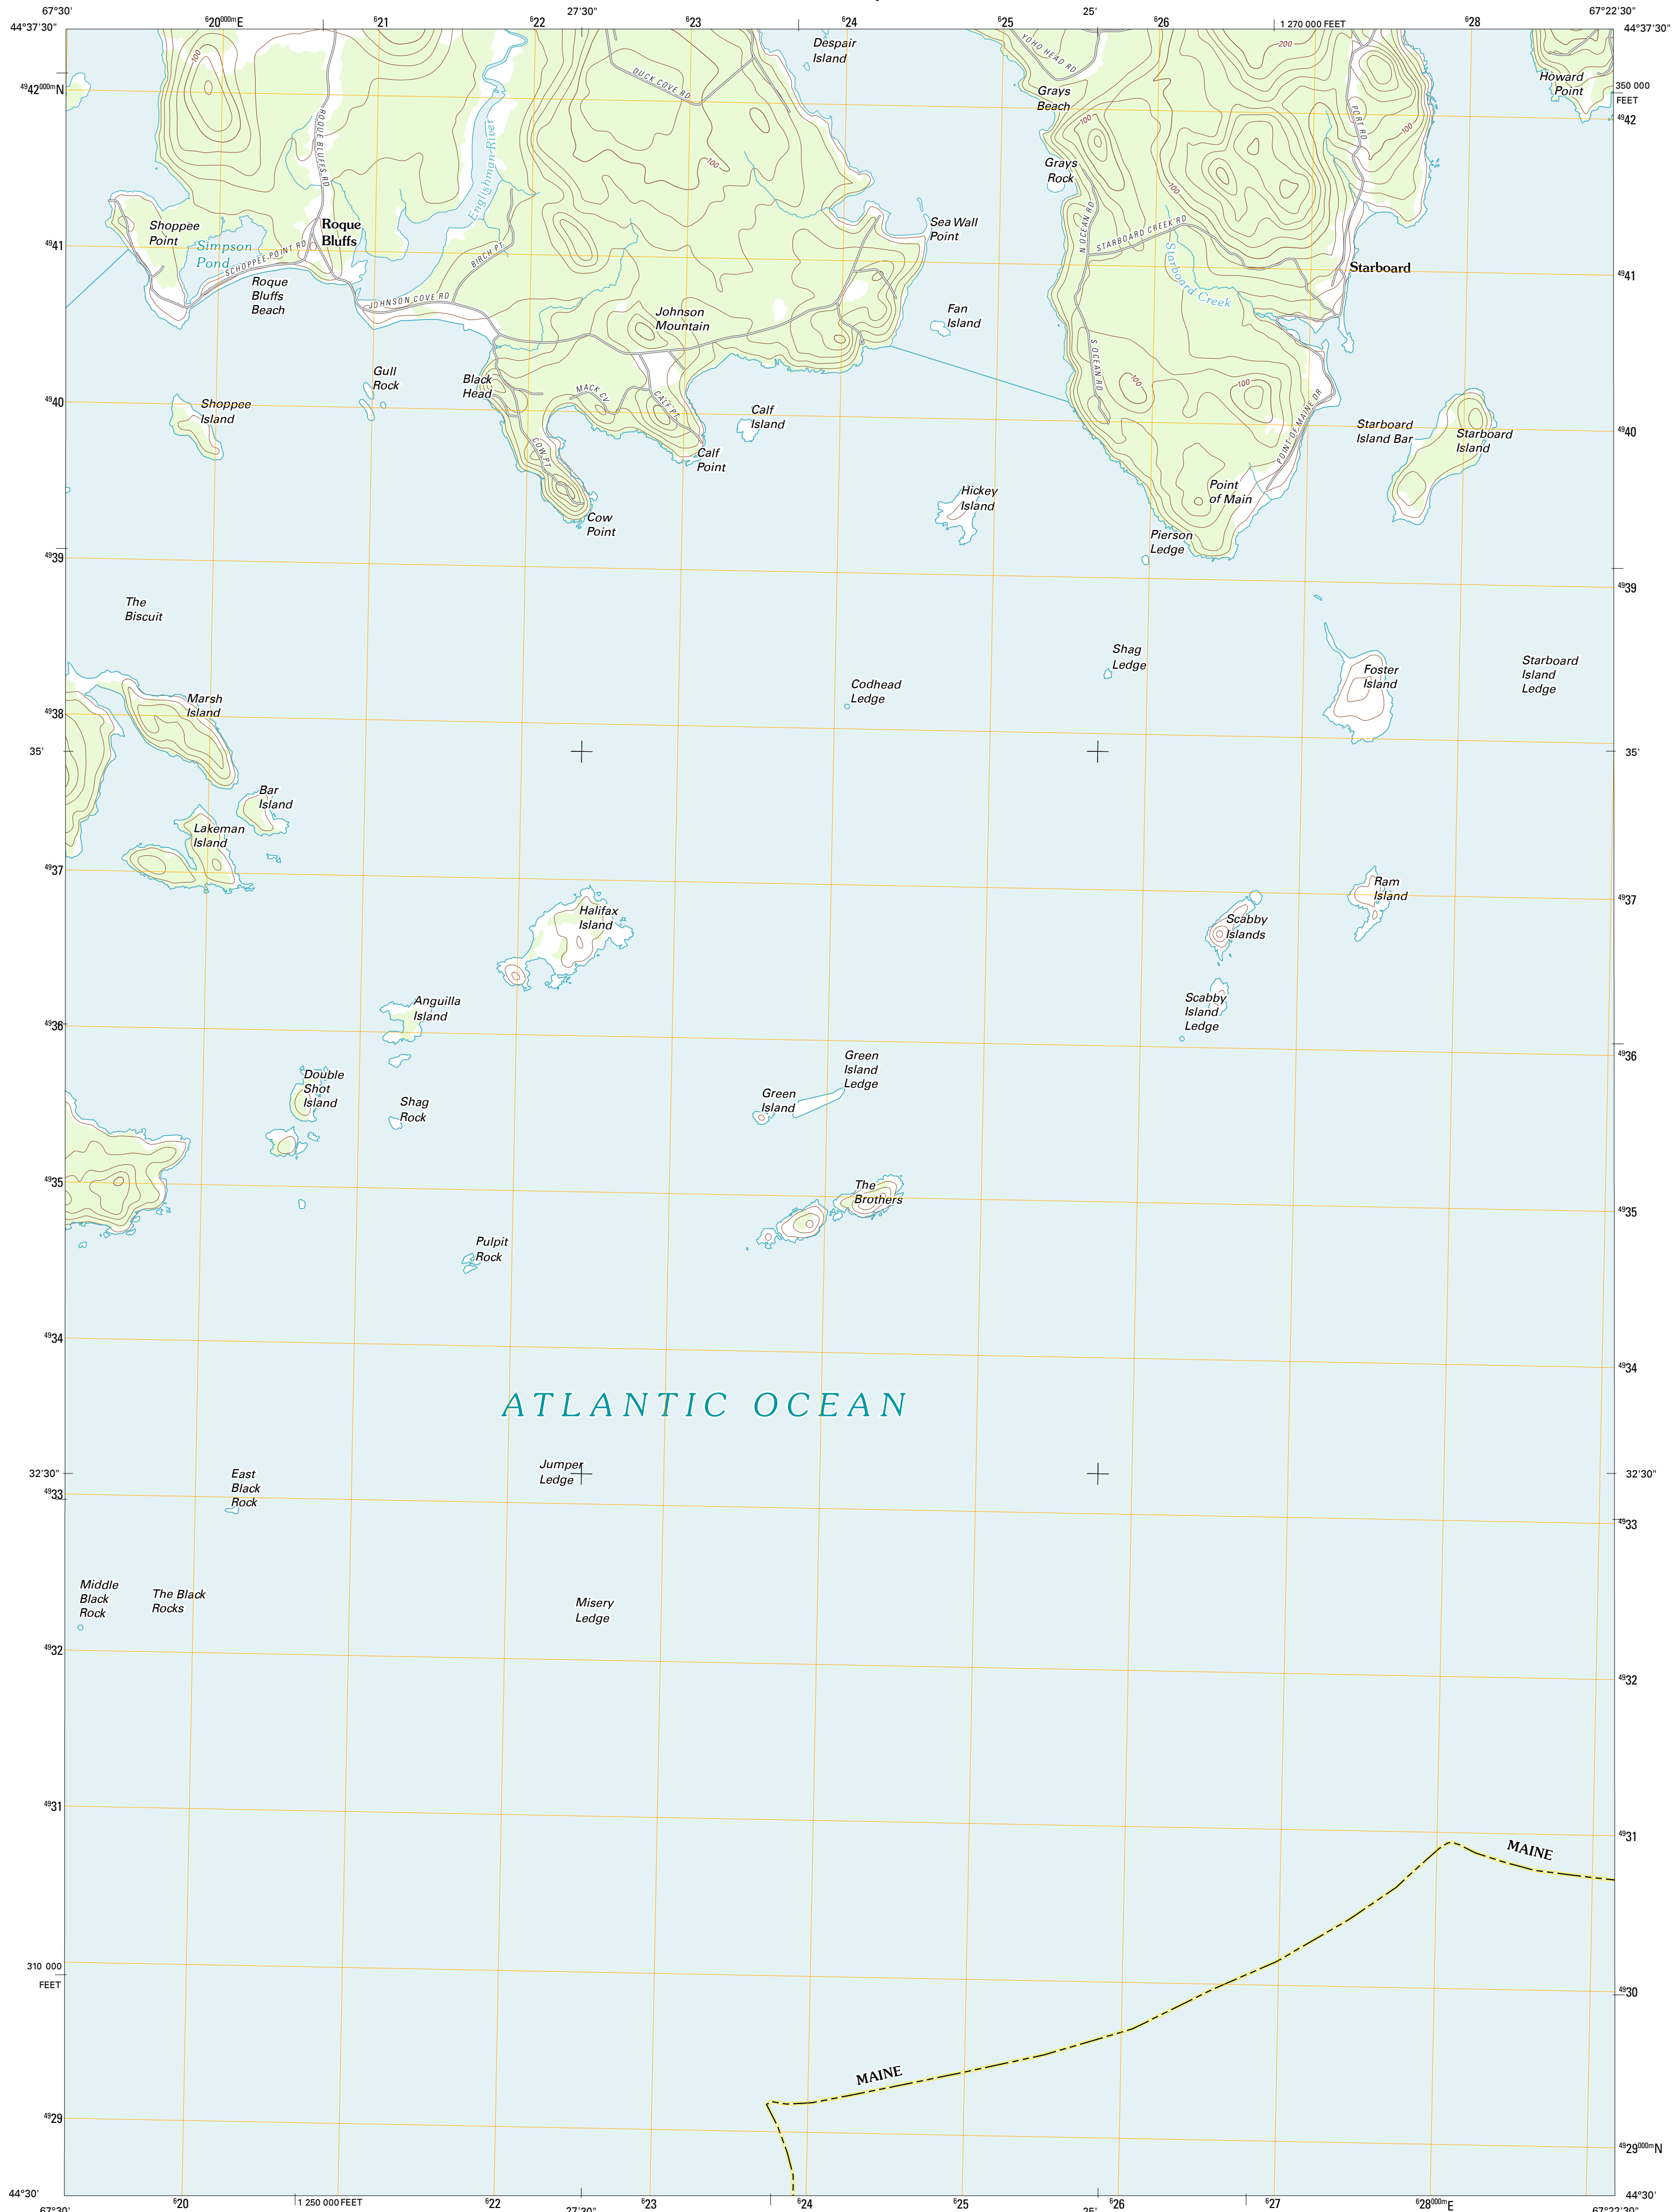 67°30'
⁶20⁰⁰⁰ᵐE
⁶21
⁶22
27'30"
⁶23
⁶24
⁶25
25'
⁶26
1 270 000 FEET
⁶28
67°22'30"
44°37'30"
44°37'30"
⁴⁹42⁰⁰⁰ᵐN
350 000
FEET
⁴⁹42
100
ROQUE BLUFFS RD
Englishman River
DUCK COVE RD
100
Despair
Island
YOHO HEAD RD
Grays
Beach
100
200
PORT RD
100
Howard
Point
Grays
Rock
100
Shoppee
Point
Simpson
Pond
SCHOPPEE POINT RD
Roque
Bluffs
Roque
Bluffs
Beach
BIRCH PT
JOHNSON COVE RD
Sea Wall
Point
N OCEAN RD
STARBOARD CREEK RD
Starboard Creek
Starboard
⁴⁹41
⁴⁹41
Johnson
Mountain
Fan
Island
S OCEAN RD
Gull
Rock
Black
Head
MACK CV
CALF PT
COW PT
100
100
POINT OF MAINE DR
⁴⁹40
⁴⁹40
Shoppee
Island
Calf
Island
Calf
Point
Starboard
Island Bar
Starboard
Island
Cow
Point
Hickey
Island
Point
of Main
Pierson
Ledge
⁴⁹39
⁴⁹39
The
Biscuit
Shag
Ledge
Foster
Island
Starboard
Island
Ledge
Codhead
Ledge
Marsh
Island
⁴⁹38
⁴⁹38
35'
35'
Bar
Island
Lakeman
Island
⁴⁹37
⁴⁹37
Ram
Island
Halifax
Island
Scabby
Islands
Anguilla
Island
Scabby
Island
Ledge
⁴⁹36
⁴⁹36
Double
Shot
Island
Shag
Rock
Green
Island
Green
Island
Ledge
⁴⁹35
⁴⁹35
The
Brothers
Pulpit
Rock
⁴⁹34
⁴⁹34
ATLANTIC OCEAN
32'30"
32'30"
Jumper
Ledge
East
Black
Rock
⁴⁹33
⁴⁹33
Middle
Black
Rock
The Black
Rocks
Misery
Ledge
⁴⁹32
⁴⁹32
⁴⁹31
⁴⁹31
MAINE
310 000
FEET
⁴⁹30
MAINE
⁴⁹29
⁴⁹29⁰⁰⁰ᵐN
44°30'
44°30'
67°30'
⁶20
1 250 000 FEET
⁶22
27'30"
⁶23
⁶24
⁶25
25'
⁶26
⁶27
⁶28⁰⁰⁰ᵐE
67°22'30"